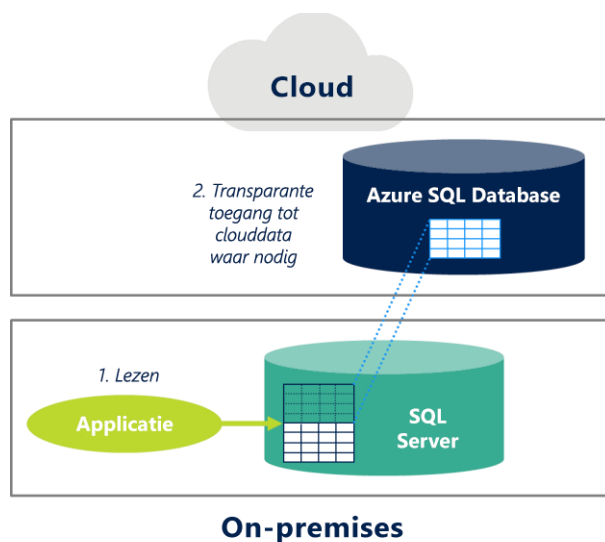 Cloud
2. Transparante
toegang tot
clouddata
waar nodig
Azure SQL Database
1. Lezen
Applicatie
SQL
Server
On-premises